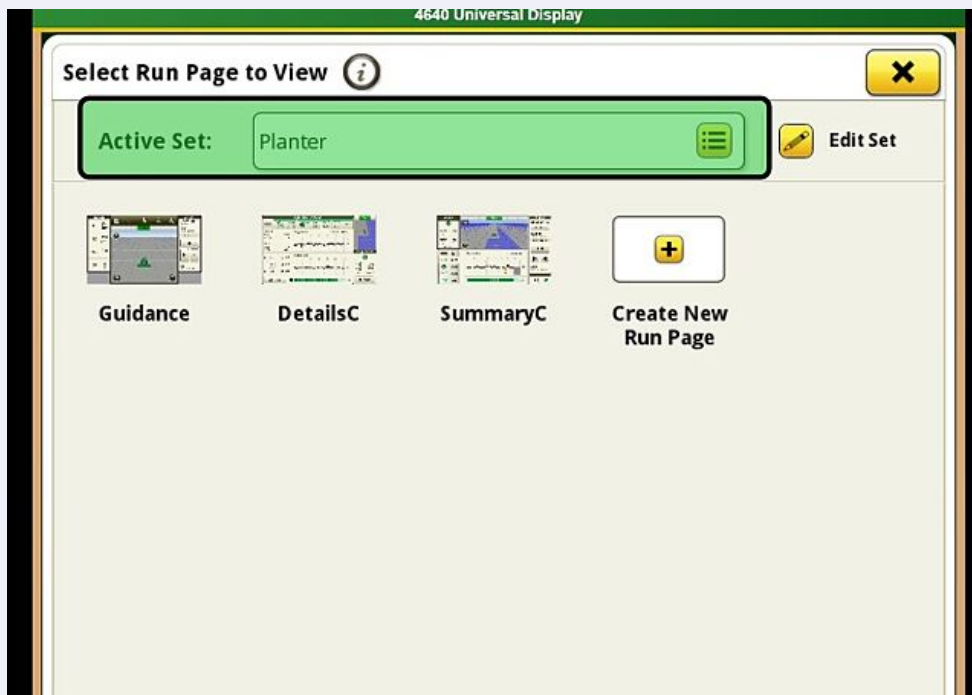 4640 Universal Display
Select Run Page to View i
Active Set: Planter Edit Set
Guidance DetailsC SummaryC Create New
Run Page